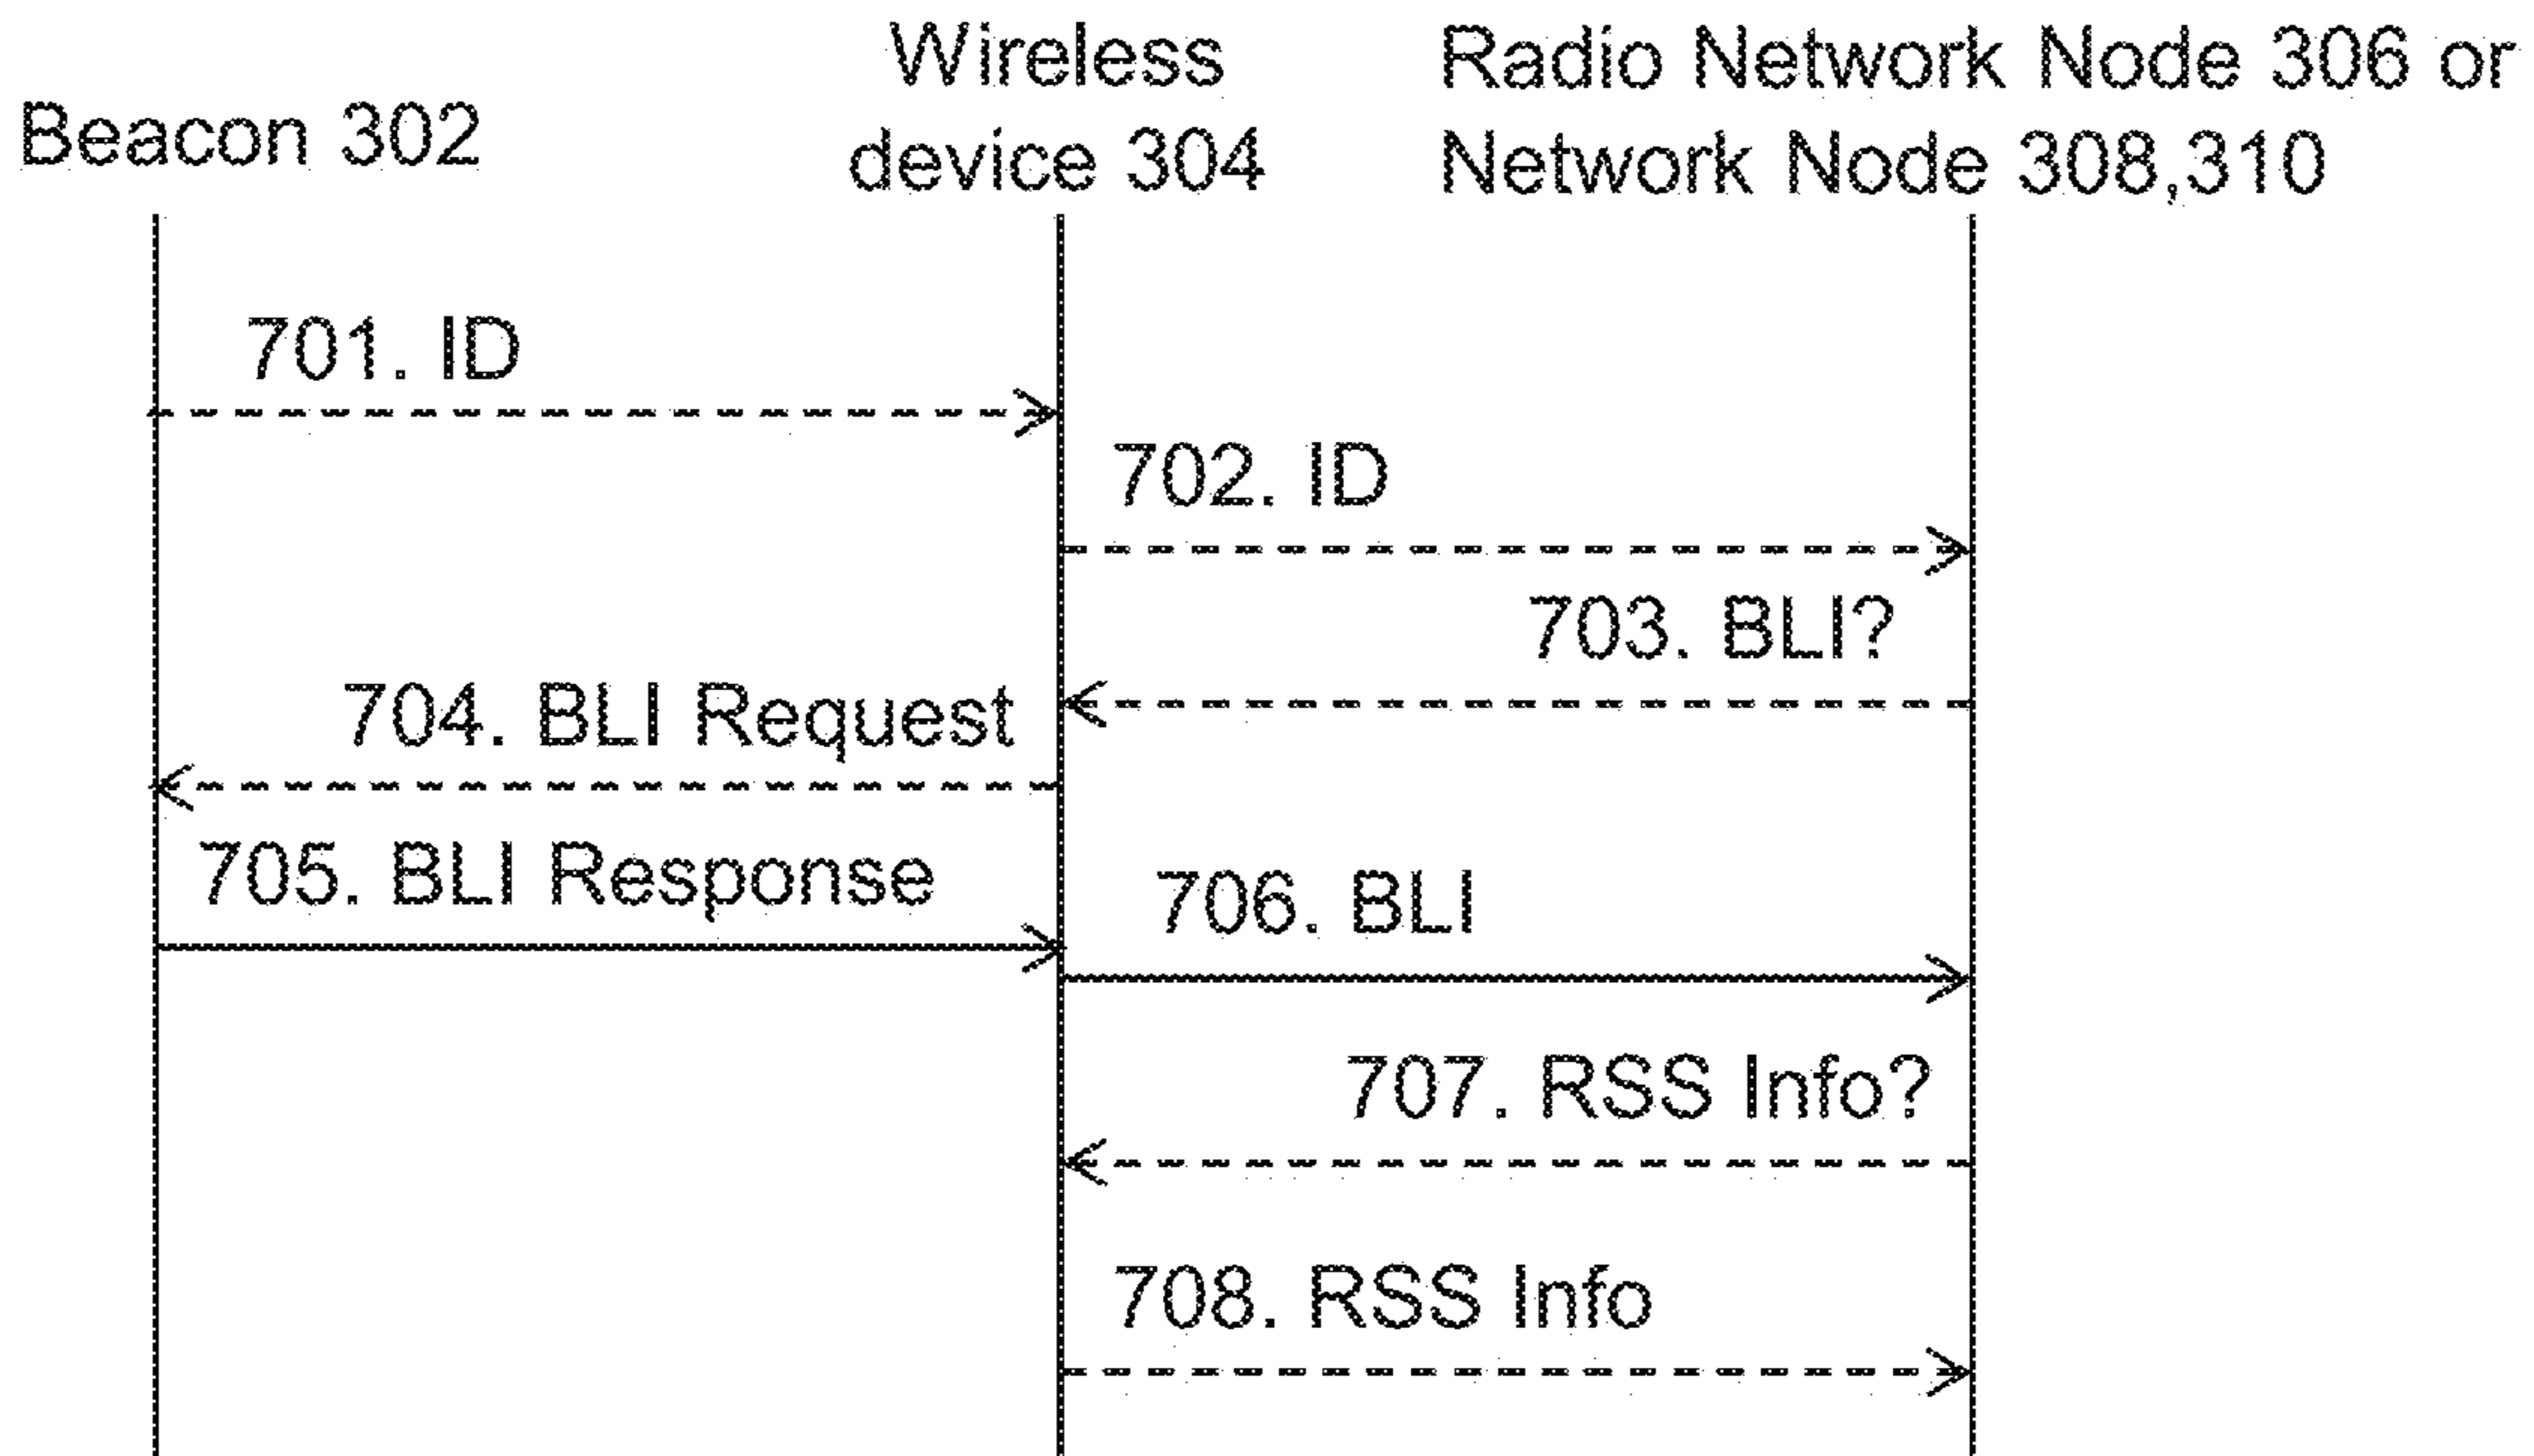 Beacon 302
Wireless
device 304
Radio Network Node 306 or
Network Node 308,310
701. ID
702. ID
703. BLI?
704. BLI Request
705. BLI Response
706. BLI
707. RSS Info?
708. RSS Info